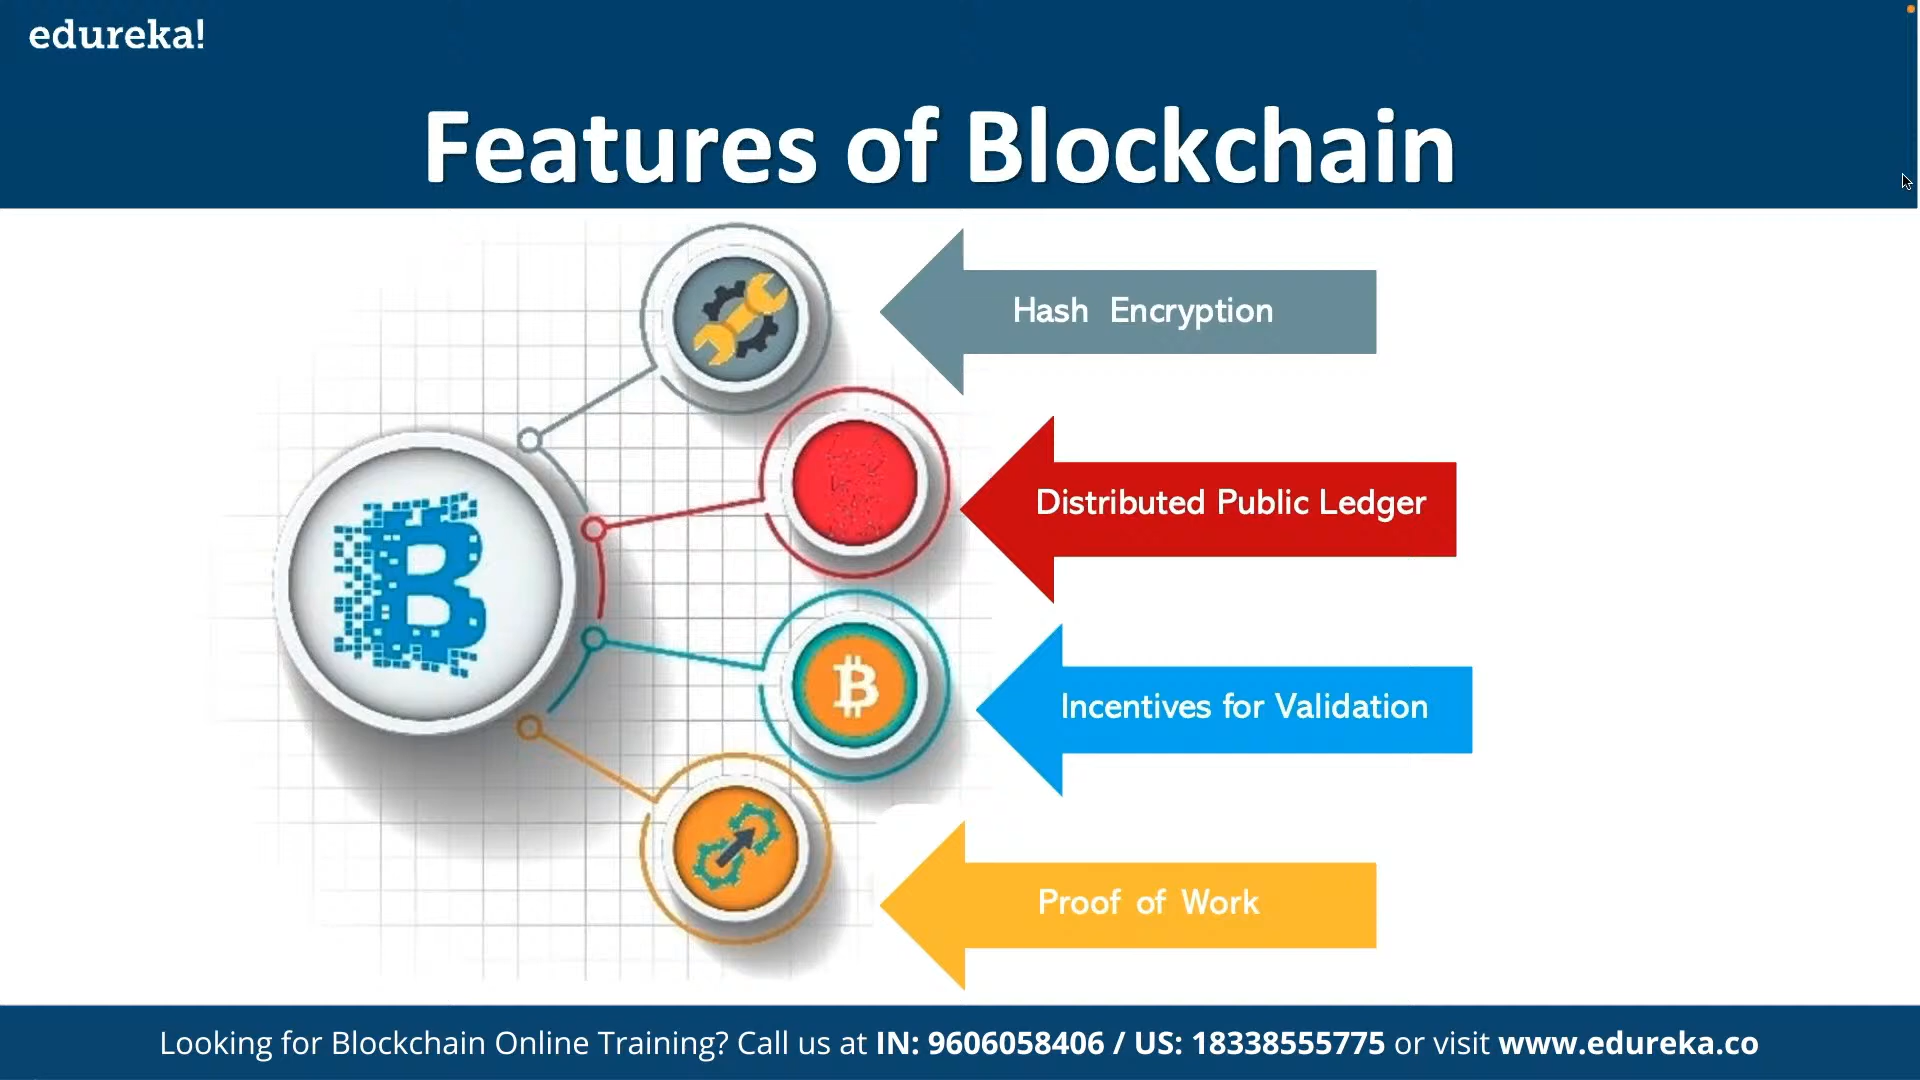 edureka!
Features of Blockchain
Hash Encryption
Distributed Public Ledger
Incentives for Validation
Proof of Work
Looking for Blockchain Online Training? Call us at IN: 9606058406 / US: 18338555775 or visit www.edureka.co